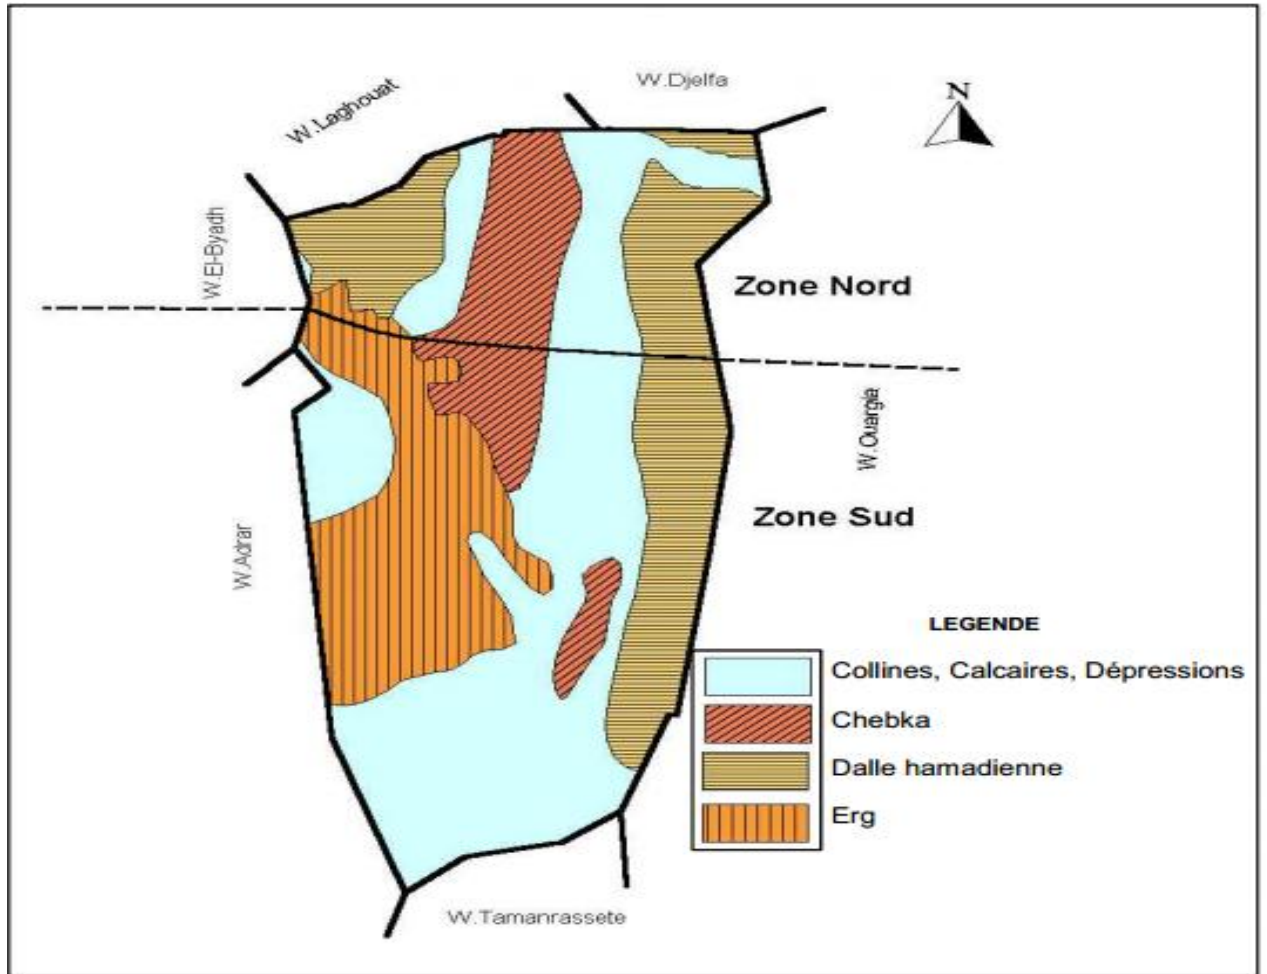 W.Djelfa
W.Laghouat
N
W.El-Byadh
Zone Nord
W.Ouargla
Zone Sud
W.Adrar
LEGENDE
Collines, Calcaires, Dépressions
Chebka
Dalle hamadienne
Erg
W.Tamanrassete